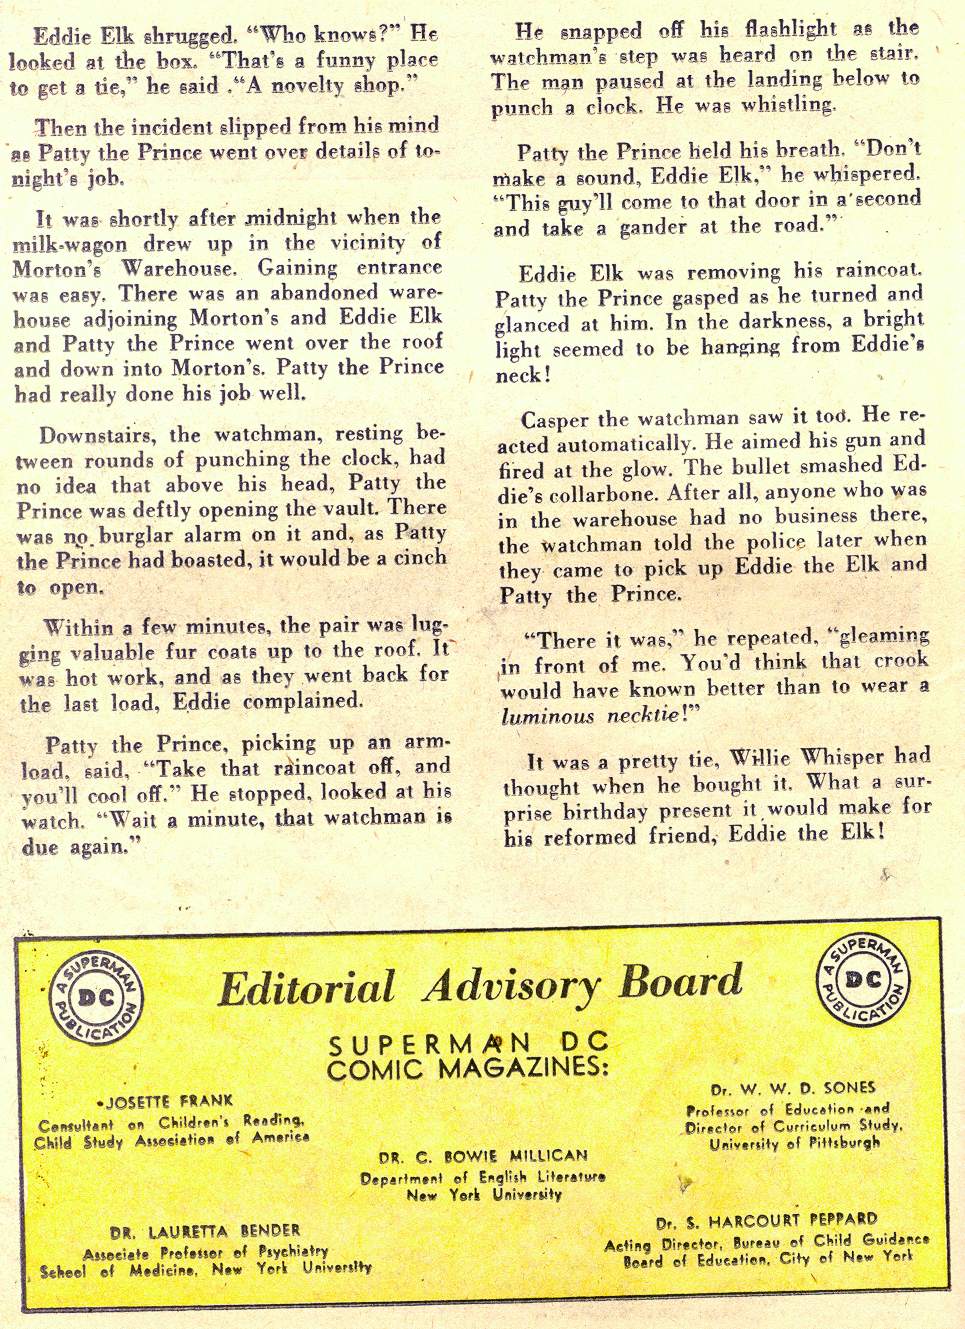 Eddie Elk shrugged. “Who knows?” He
looked at the box. “That’s a funny place
to get a tie,” he said .“A novelty shop.”
Then the incident slipped from his mind
as Patty the Prince went over details of to-
night’s job.
It was shortly after midnight when the
milk-wagon drew up in the vicinity of
Morton’s Warehouse. Gaining entrance
was easy. There was an abandoned ware-
house adjoining Morton’s and Eddie Elk
and Patty the Prince went over the roof
and down into Morton’s. Patty the Prince
had really done his job well.
Downstairs, the watchman, resting be-
tween rounds of punching the clock, had
no idea that above his head, Patty the
Prince was deftly opening the vault. There
was no burglar alarm on it and, as Patty
the Prince had boasted, it would be a cinch
to open.
Within a few minutes, the pair was lug-
ging valuable fur coats up to the roof. It
was hot work, and as they went back for
the last load, Eddie complained.
Patty the Prince, picking up an arm-
load, said, “Take that raincoat off, and
you’ll cool off.” He stopped, looked at his
watch. “Wait a minute, that watchman is
due again.”
He snapped off his flashlight as the
watchman’s step was heard on the stair.
The man paused at the landing below to
punch a clock. He was whistling.
Patty the Prince held his breath. “Don’t
make a sound, Eddie Elk,” he whispered.
“This guy’ll come to that door in a second
and take a gander at the road.”
Eddie Elk was removing his raincoat.
Patty the Prince gasped as he turned and
glanced at him. In the darkness, a bright
light seemed to be hanging from Eddie’s
neck!
Casper the watchman saw it too. He re-
acted automatically. He aimed his gun and
fired at the glow. The bullet smashed Ed-
die’s collarbone. After all, anyone who was
in the warehouse had no business there,
the watchman told the police later when
they came to pick up Eddie the Elk and
Patty the Prince.
“There it was,” he repeated, “gleaming
in front of me. You’d think that crook
would have known better than to wear a
luminous necktie!”
It was a pretty tie, Willie Whisper had
thought when he bought it. What a sur-
prise birthday present it would make for
his reformed friend, Eddie the Elk!
A SUPERMAN
DC
PUBLICATION
Editorial Advisory Board
A SUPERMAN
DC
PUBLICATION
SUPERMAN DC
COMIC MAGAZINES:
JOSETTE FRANK
Consultant on Children's Reading,
Child Study Association of America
Dr. W. W. D. SONES
Professor of Education and
Director of Curriculum Study,
University of Pittsburgh
DR. C. BOWIE MILLICAN
Department of English Literature
New York University
DR. LAURETTA BENDER
Associate Professor of Psychiatry
School of Medicine, New York University
Dr. S. HARCOURT PEPPARD
Acting Director, Bureau of Child Guidance
Board of Education, City of New York